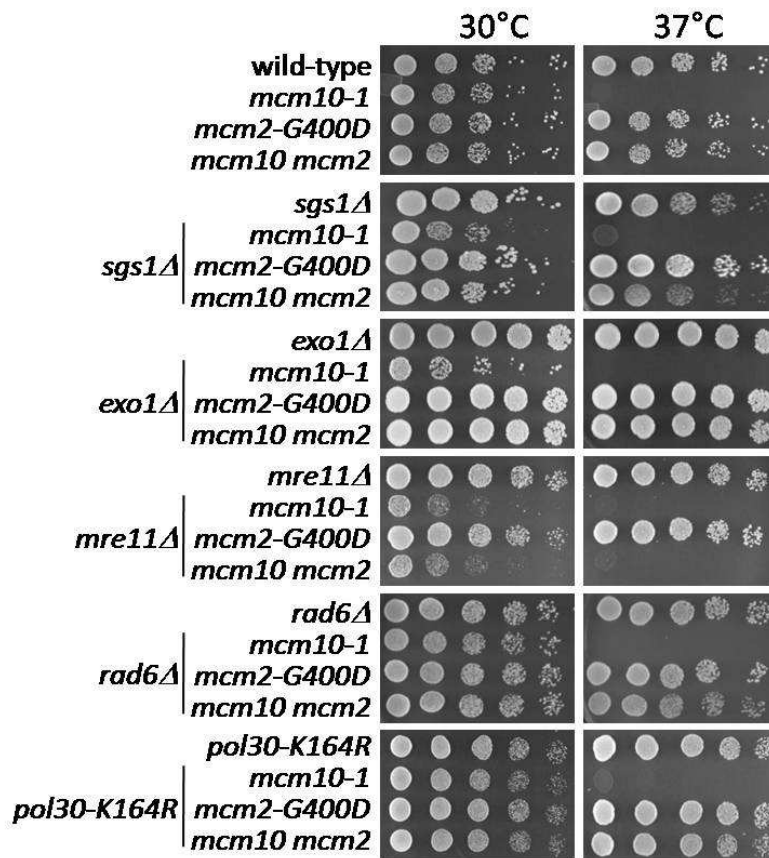 30°C 37°C
wild-type
mcm10-1
mcm2-G400D
mcm10 mcm2
sgs1Δ
mcm10-1
sgs1Δ mcm2-G400D
mcm10 mcm2
exo1Δ
mcm10-1
exo1Δ mcm2-G400D
mcm10 mcm2
mre11Δ
mcm10-1
mre11Δ mcm2-G400D
mcm10 mcm2
rad6Δ
mcm10-1
rad6Δ mcm2-G400D
mcm10 mcm2
pol30-K164R
mcm10-1
pol30-K164R mcm2-G400D
mcm10 mcm2